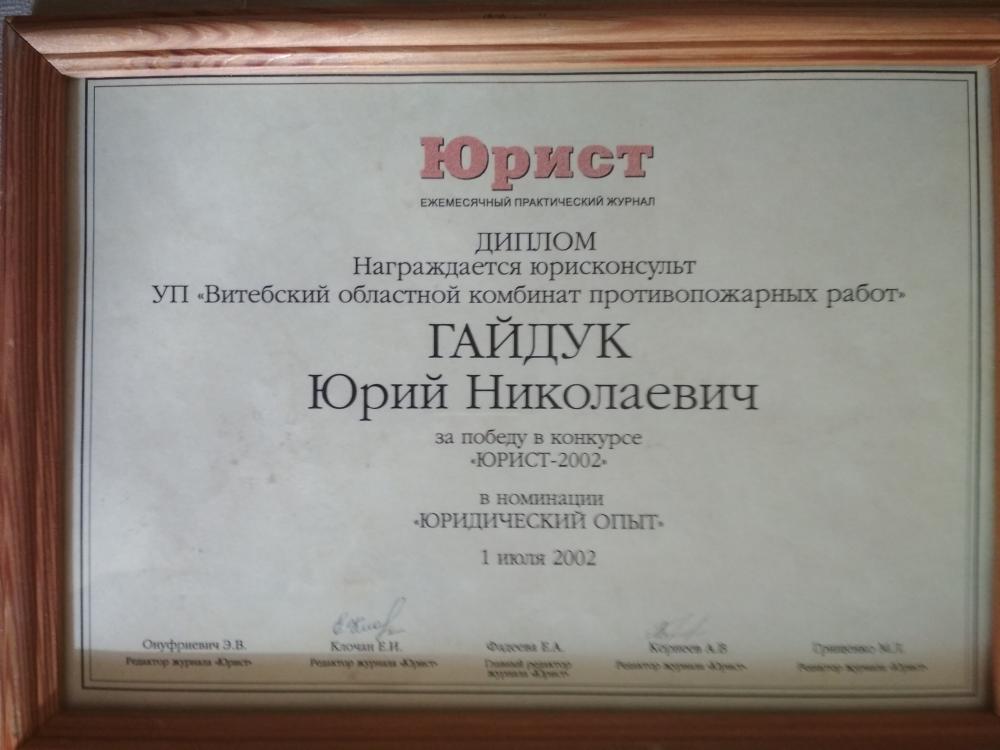 Юрист
ЕЖЕМЕСЯЧНЫЙ ПРАКТИЧЕСКИЙ ЖУРНАЛ
ДИПЛОМ
Награждается юрисконсульт
УП «Витебский областной комбинат противопожарных работ»
ГАЙДУК
Юрий Николаевич
за победу в конкурсе
«ЮРИСТ-2002»
в номинации
«ЮРИДИЧЕСКИЙ ОПЫТ»
1 июля 2002
Онуфриевич Э.В. Клочан Е.И. Фадеева Е.А. Корнеев А.В. Грищенко М.Л.
Редактор журнала «Юрист» Редактор журнала «Юрист» Главный редактор Редактор журнала «Юрист» Редактор журнала «Юрист»
журнала «Юрист»